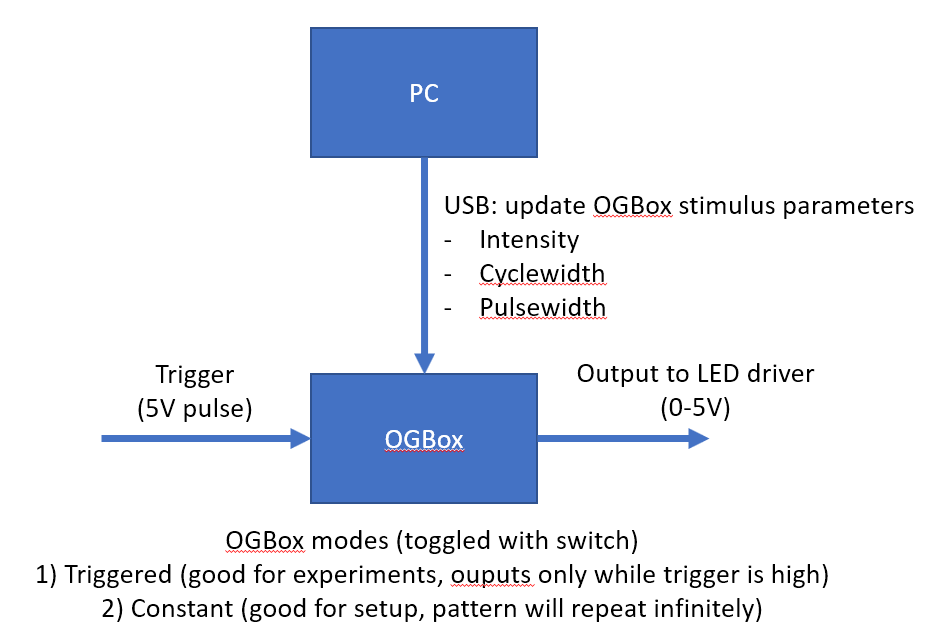 PC
USB: update OGBox stimulus parameters
- Intensity
- Cyclewidth
- Pulsewidth
Trigger
(5V pulse)
OGBox
Output to LED driver
(0-5V)
OGBox modes (toggled with switch)
1) Triggered (good for experiments, ouputs only while trigger is high)
2) Constant (good for setup, pattern will repeat infinitely)